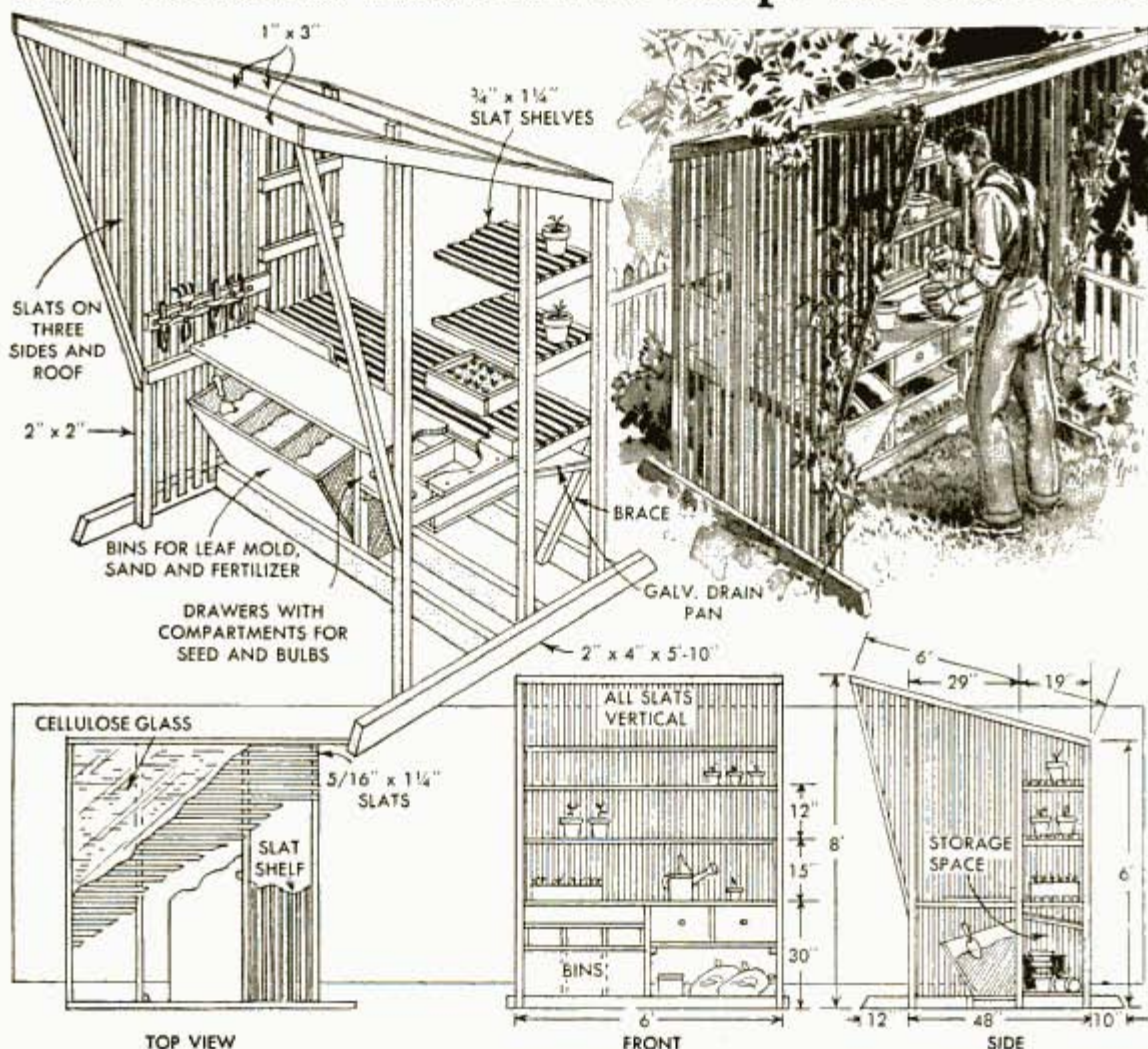 1" x 3"
¾" x 1¼"
SLAT SHELVES
SLATS ON
THREE
SIDES AND
ROOF
2" x 2"
BRACE
BINS FOR LEAF MOLD,
SAND AND FERTILIZER
GALV. DRAIN
PAN
DRAWERS WITH
COMPARTMENTS FOR
SEED AND BULBS
2" x 4" x 5'-10"
CELLULOSE GLASS
5/16" x 1¼"
SLATS
SLAT
SHELF
TOP VIEW
ALL SLATS
VERTICAL
12"
15"
30"
BINS
6'
FRONT
8'
6'
29"
19"
STORAGE
SPACE
6'
12
48"
10"
SIDE